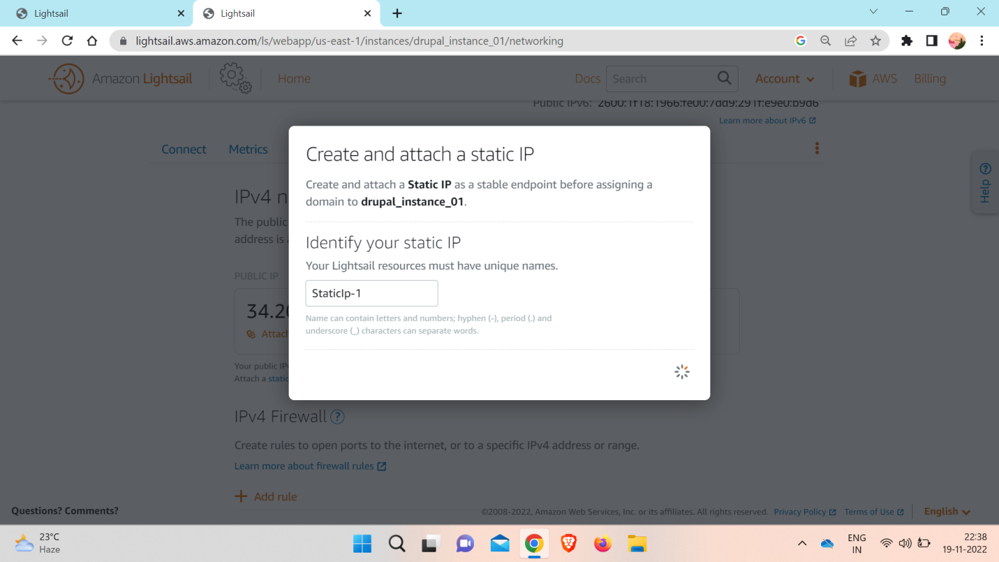 Lightsail
Lightsail
lightsail.aws.amazon.com/ls/webapp/us-east-1/instances/drupal_instance_01/networking
Amazon Lightsail
Home
Docs
Search
Account
AWS
Billing
Public IPv6: 2600:1f18:1966:fe00:7dd9:291f:e9e0:b9d6
Learn more about IPv6
Connect
Metrics
Help
Create and attach a static IP
Create and attach a Static IP as a stable endpoint before assigning a
domain to drupal_instance_01.
Identify your static IP
Your Lightsail resources must have unique names.
StaticIp-1
Name can contain letters and numbers; hyphen (-), period (.) and
underscore (_) characters can separate words.
IPv4 n
The public
address is
PUBLIC IP
34.20
Attach
Your public IP
Attach a static
IPv4 Firewall ?
Create rules to open ports to the internet, or to a specific IPv4 address or range.
Learn more about firewall rules
+ Add rule
Questions? Comments?
©2008-2022, Amazon Web Services, Inc. or its affiliates. All rights reserved.
Privacy Policy
Terms of Use
English
23°C
Haze
ENG
IN
22:38
19-11-2022